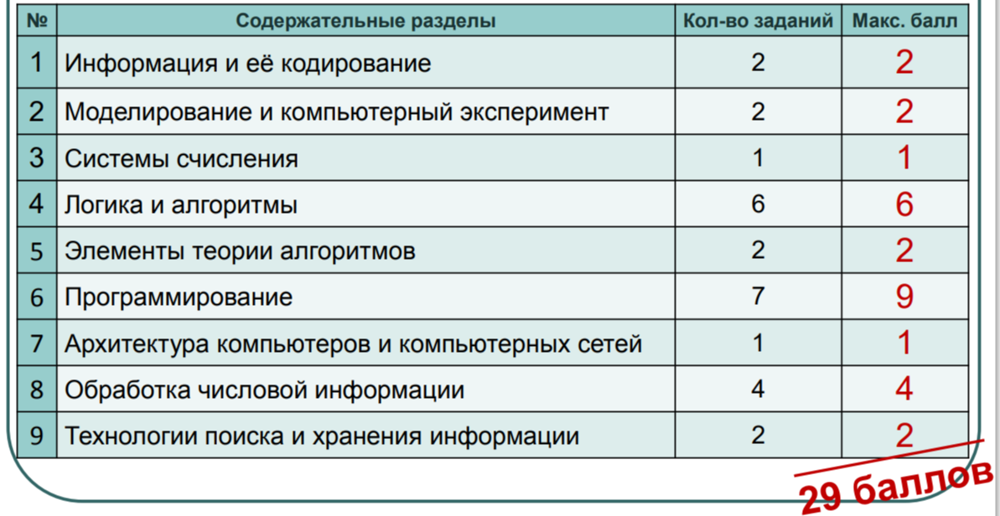 № Содержательные разделы Кол-во заданий Макс. балл
1 Информация и её кодирование 2 2
2 Моделирование и компьютерный эксперимент 2 2
3 Системы счисления 1 1
4 Логика и алгоритмы 6 6
5 Элементы теории алгоритмов 2 2
6 Программирование 7 9
7 Архитектура компьютеров и компьютерных сетей 1 1
8 Обработка числовой информации 4 4
9 Технологии поиска и хранения информации 2 2
29 баллов